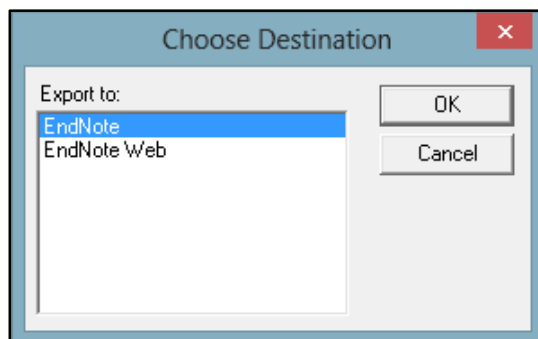 Choose Destination
Export to:
EndNote
EndNote Web
OK
Cancel